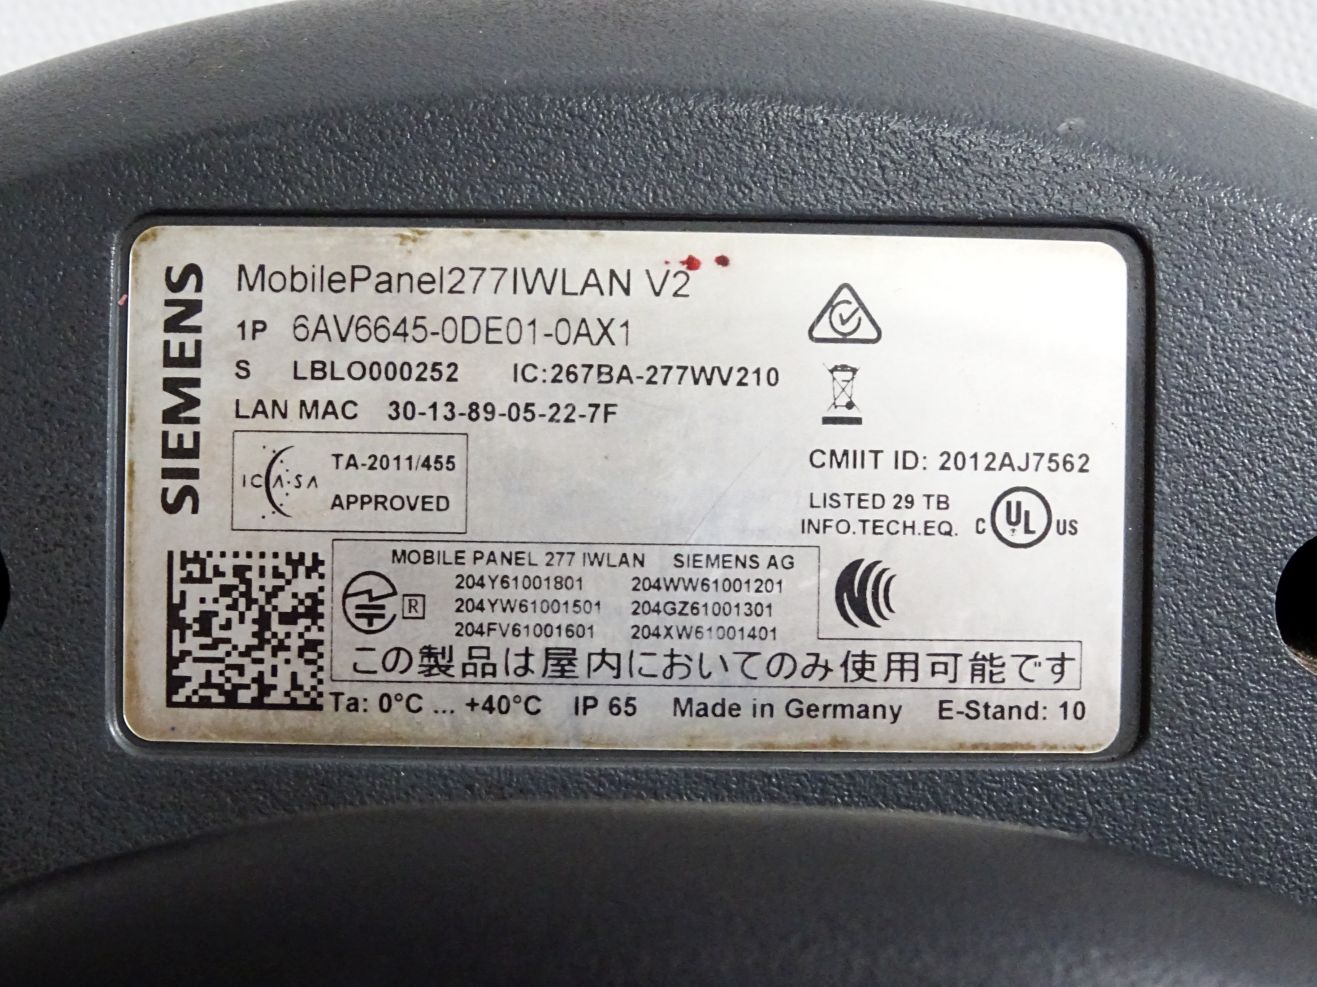 SIEMENS
MobilePanel277IWLAN V2
1P 6AV6645-0DE01-0AX1
S LBLO000252 IC:267BA-277WV210
LAN MAC 30-13-89-05-22-7F
ICASA TA-2011/455
APPROVED
CMIIT ID: 2012AJ7562
LISTED 29 TB
INFO.TECH.EQ. C UL US
MOBILE PANEL 277 IWLAN SIEMENS AG
204Y61001801 204WW61001201
R 204YW61001501 204GZ61001301
204FV61001601 204XW61001401
この製品は屋内においてのみ使用可能です
Ta: 0°C ... +40°C IP 65 Made in Germany E-Stand: 10